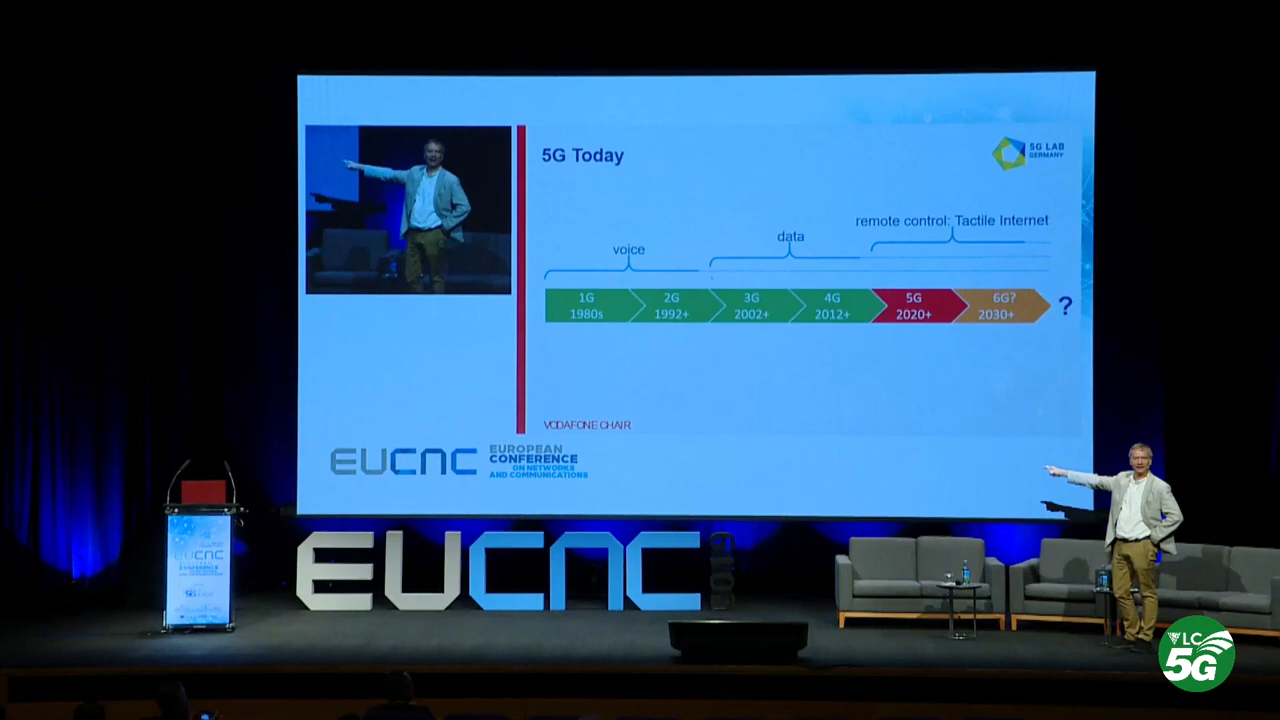 5G Today
5G LAB
GERMANY
remote control: Tactile Internet
data
voice
1G
1980s
2G
1992+
3G
2002+
4G
2012+
5G
2020+
6G?
2030+
?
VODAFONE CHAIR
EUCNC
EUROPEAN
CONFERENCE
ON NETWORKS
AND COMMUNICATIONS
EUCNC
EUCNC
VLC
5G